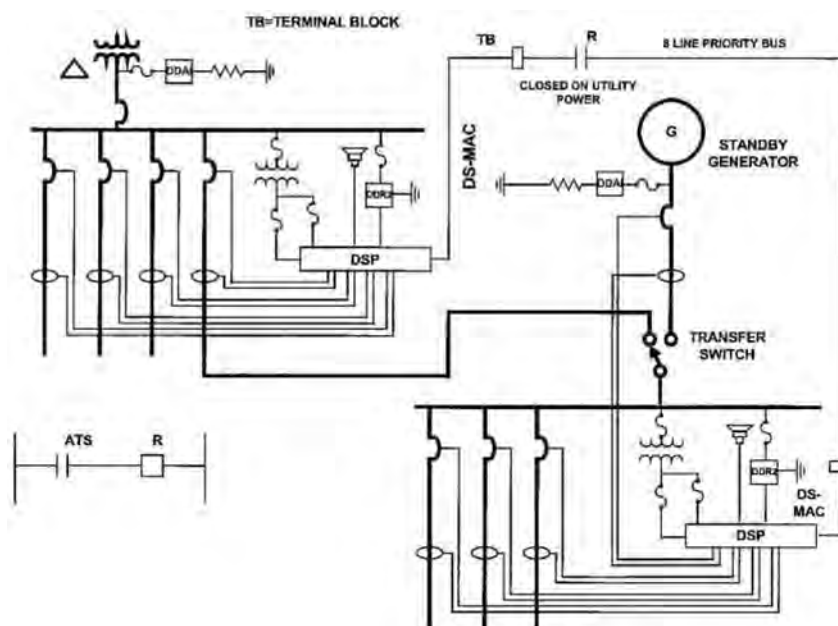 TB=TERMINAL BLOCK
TB
R
8 LINE PRIORITY BUS
CLOSED ON UTILITY
POWER
DDA
G
STANDBY
GENERATOR
DS-MAC
DDA
DDR2
DSP
TRANSFER
SWITCH
ATS
R
DDR2
DS-
MAC
DSP